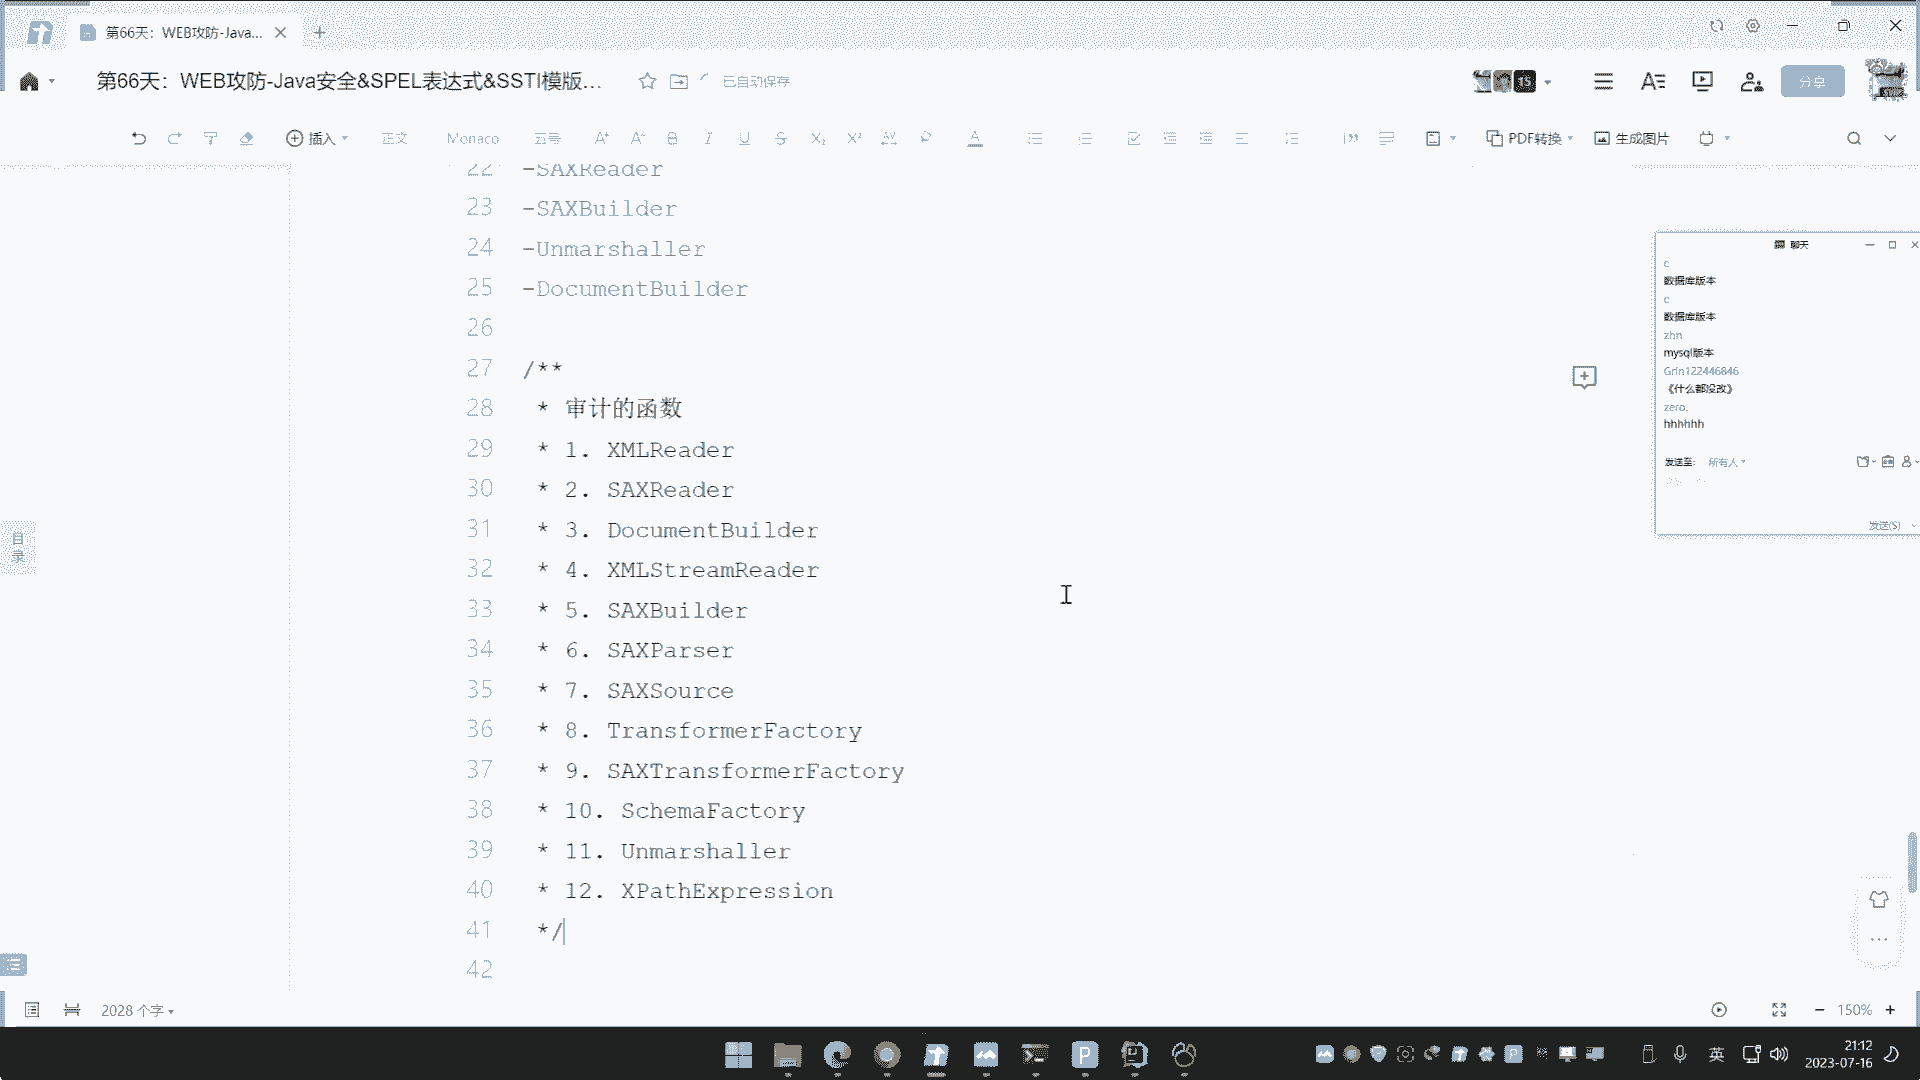 第66天：WEB攻防-Java...
第66天：WEB攻防-Java安全&SPEL表达式&SSTI模版...
已自动保存
15
分享
插入
正文
Monaco
五号
PDF转换
生成图片
22 -SAXReader
23 -SAXBuilder
24 -Unmarshaller
25 -DocumentBuilder
26
27 /**
28 * 审计的函数
29 * 1. XMLReader
30 * 2. SAXReader
31 * 3. DocumentBuilder
32 * 4. XMLStreamReader
33 * 5. SAXBuilder
34 * 6. SAXParser
35 * 7. SAXSource
36 * 8. TransformerFactory
37 * 9. SAXTransformerFactory
38 * 10. SchemaFactory
39 * 11. Unmarshaller
40 * 12. XPathExpression
41 */
42
目录
聊天
c
数据库版本
c
数据库版本
zhn
mysql版本
Grin122446846
《什么都没改》
zero.
hhhhhh
发送至: 所有人
发送(S)
2028 个字
150%
英
21:12
2023-07-16